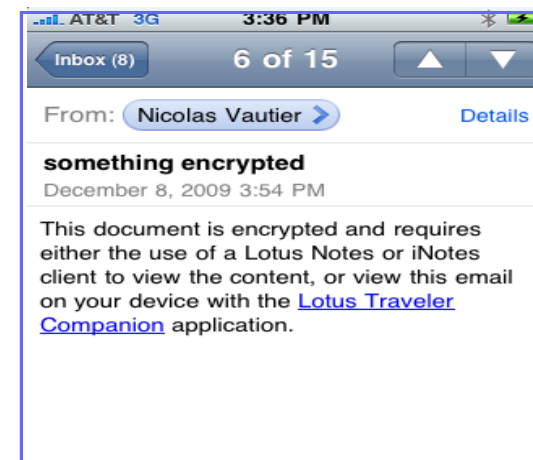 AT&T 3G 3:36 PM
Inbox (8) 6 of 15
From: Nicolas Vautier Details
something encrypted
December 8, 2009 3:54 PM
This document is encrypted and requires
either the use of a Lotus Notes or iNotes
client to view the content, or view this email
on your device with the Lotus Traveler
Companion application.